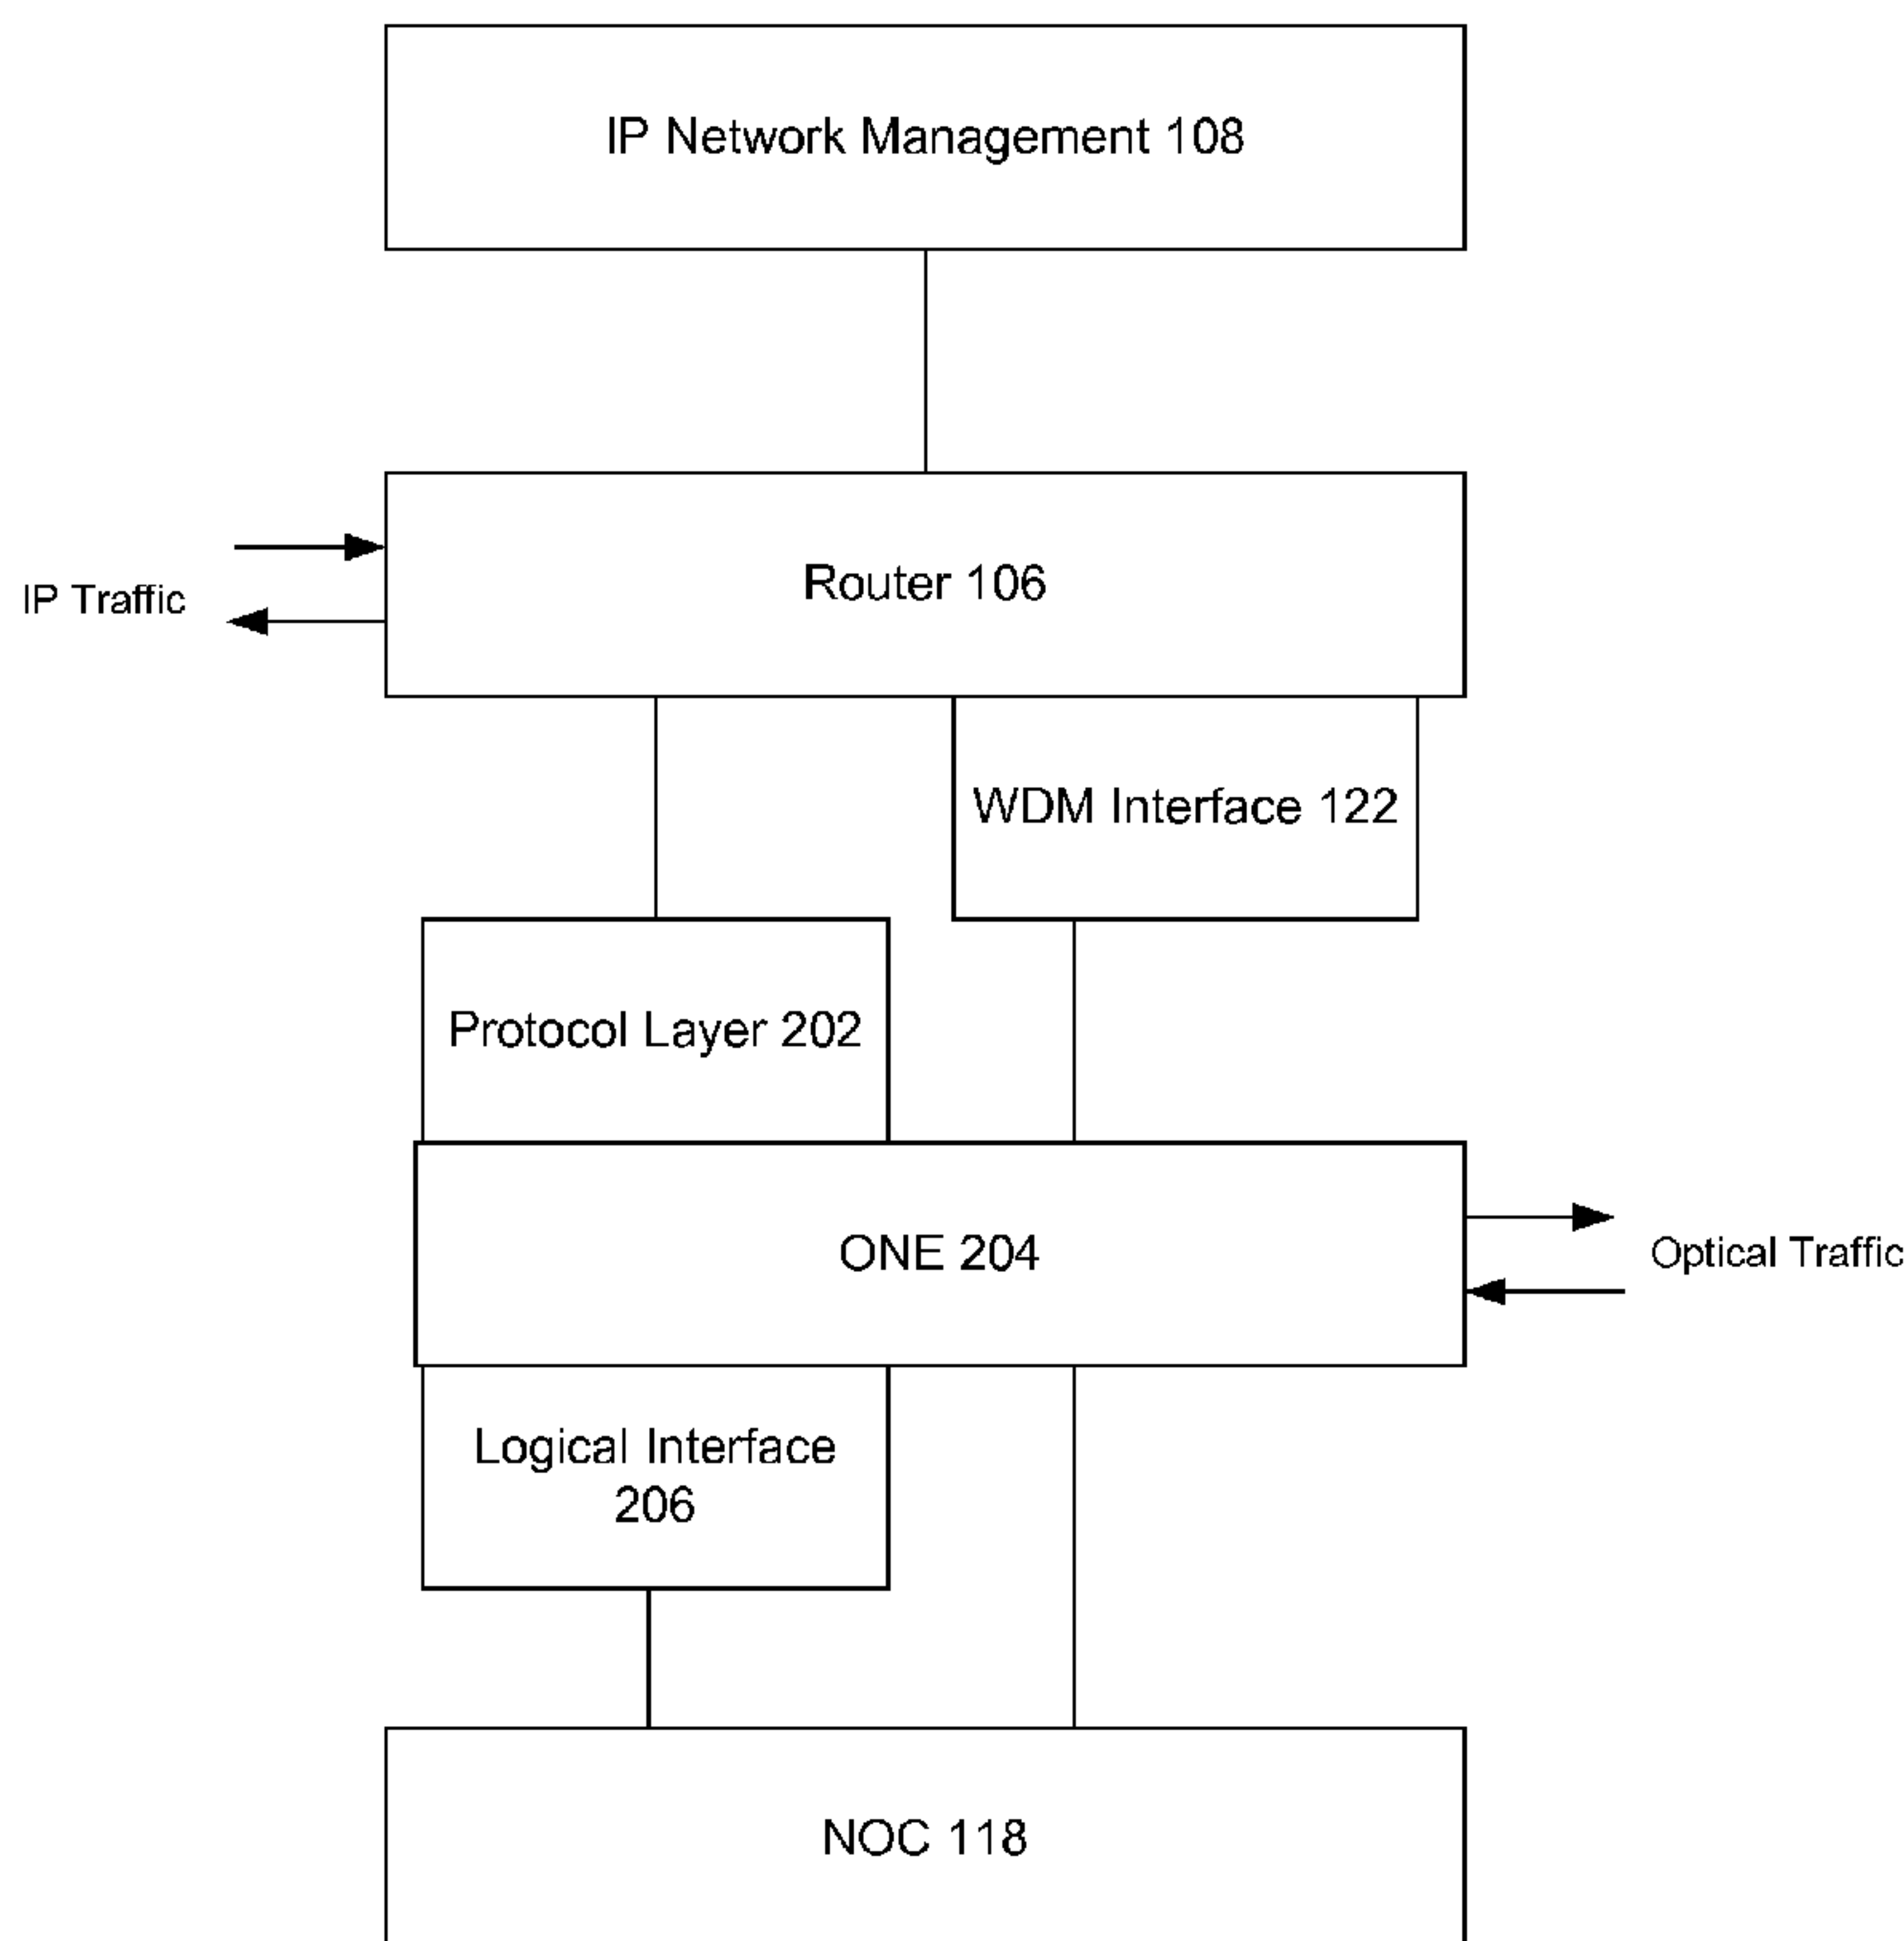 IP Network Management 108
Router 106
IP Traffic
WDM Interface 122
Protocol Layer 202
ONE 204
Optical Traffic
Logical Interface
206
NOC 118